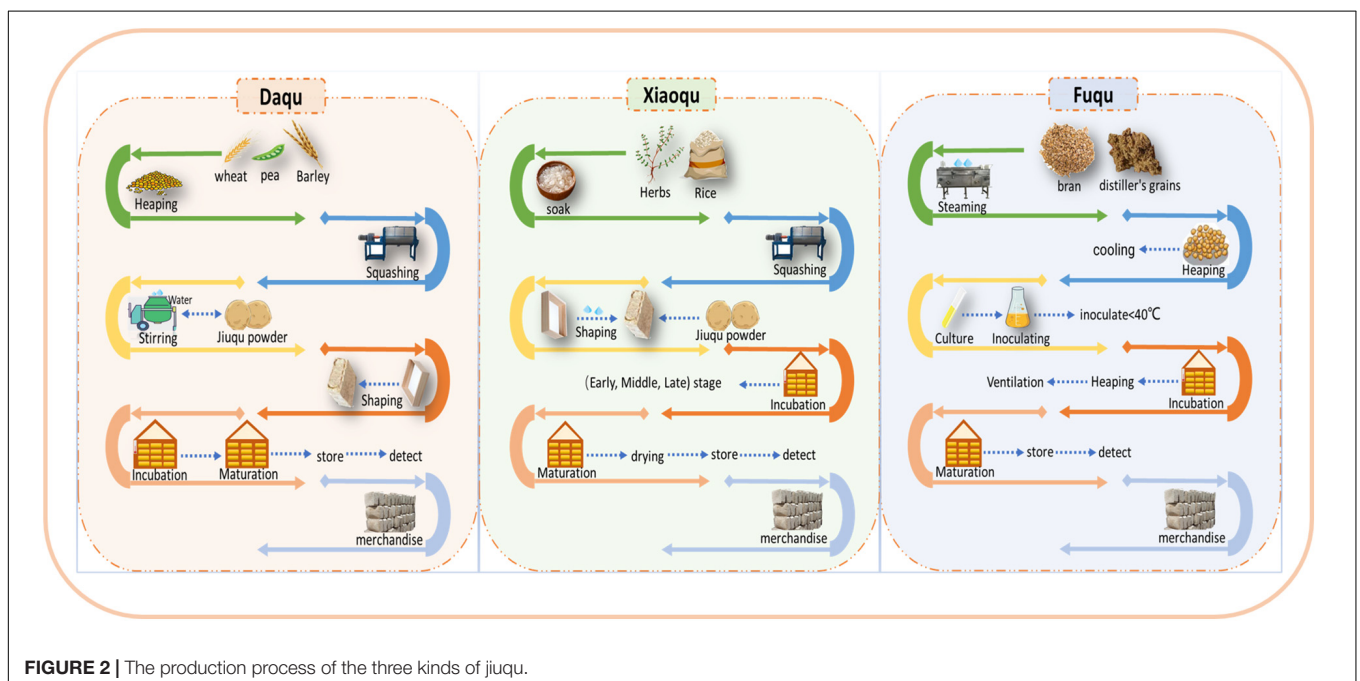 Daqu
wheat
pea
Barley
Heaping
Squashing
Water
Stirring
Jiuqu powder
Shaping
Incubation
Maturation
store
detect
merchandise
Xiaoqu
soak
Herbs
Rice
Squashing
Shaping
Jiuqu powder
(Early, Middle, Late) stage
Incubation
Maturation
drying
store
detect
merchandise
Fuqu
Steaming
bran
distiller's grains
cooling
Heaping
Culture
Inoculating
inoculate<40℃
Ventilation
Heaping
Incubation
Maturation
store
detect
merchandise
FIGURE 2 | The production process of the three kinds of jiuqu.